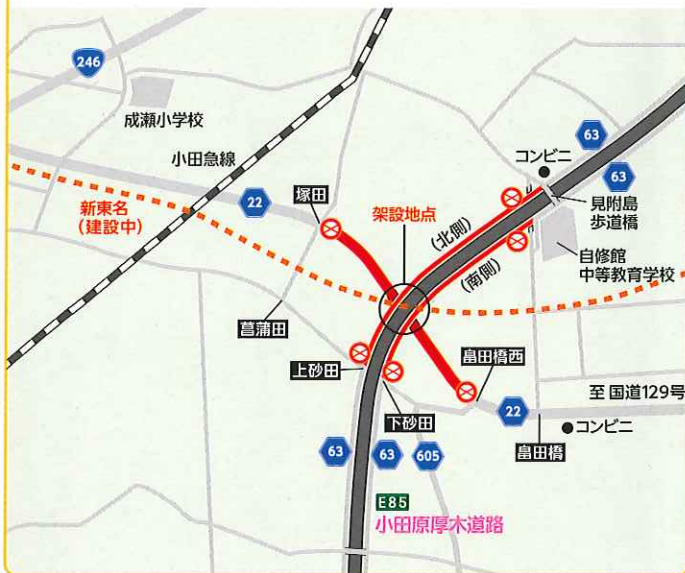 246
成瀬小学校
小田急線
コンビニ
63
63
新東名
(建設中)
22
塚田
架設地点
(北側)
(南側)
見附島
歩道橋
自修館
中等教育学校
菖蒲田
上砂田
畠田橋西
至 国道129号
下砂田
22
コンビニ
畠田橋
63
63
605
E85
小田原厚木道路